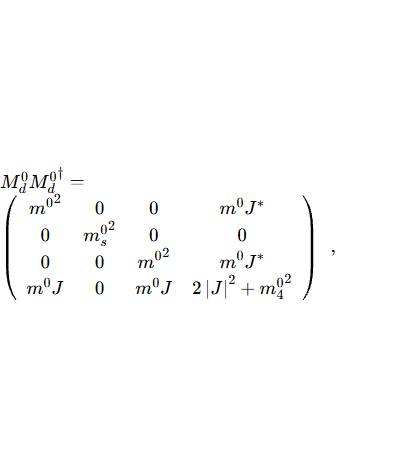 M_d^0 M_d^{0†} =
( m^{0^2} 0 0 m^0 J^*
0 m_s^{0^2} 0 0
0 0 m^{0^2} m^0 J^*
m^0 J 0 m^0 J 2 |J|^2 + m_4^{0^2} ) ,